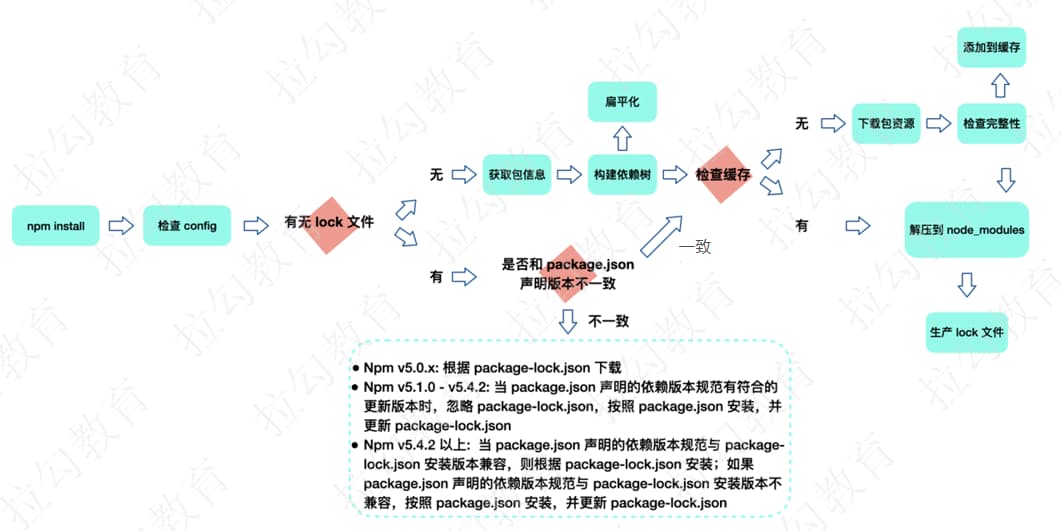 添加到缓存
扁平化
无
下载包资源
检查完整性
无
获取包信息
构建依赖树
检查缓存
npm install
检查 config
有无 lock 文件
有
解压到 node_modules
一致
有
是否和 package.json
声明版本不一致
不一致
生产 lock 文件
● Npm v5.0.x: 根据 package-lock.json 下载
● Npm v5.1.0 - v5.4.2: 当 package.json 声明的依赖版本规范有符合的
更新版本时，忽略 package-lock.json，按照 package.json 安装，并
更新 package-lock.json
● Npm v5.4.2 以上：当 package.json 声明的依赖版本规范与 package-
lock.json 安装版本兼容，则根据 package-lock.json 安装；如果
package.json 声明的依赖版本规范与 package-lock.json 安装版本不
兼容，按照 package.json 安装，并更新 package-lock.json
拉勾教育